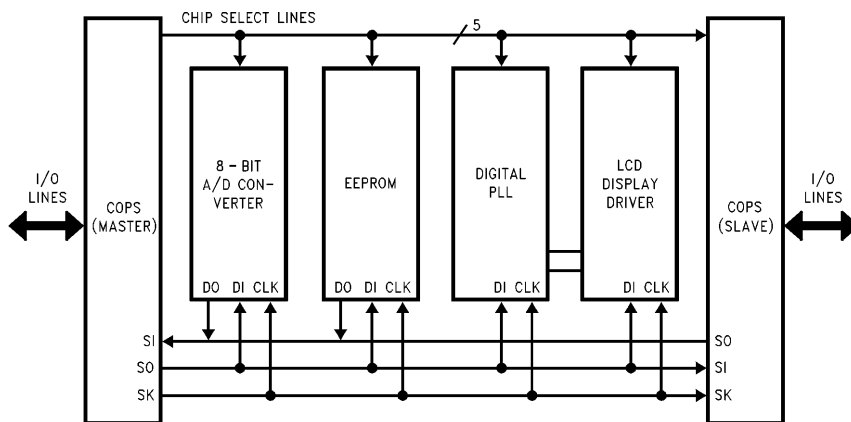 CHIP SELECT LINES
5
8 - BIT
A/D CON-
VERTER
EEPROM
DIGITAL
PLL
LCD
DISPLAY
DRIVER
I/O
LINES
COPS
(MASTER)
COPS
(SLAVE)
I/O
LINES
DO DI CLK
DO DI CLK
DI CLK
DI CLK
SI
SO
SO
SI
SK
SK